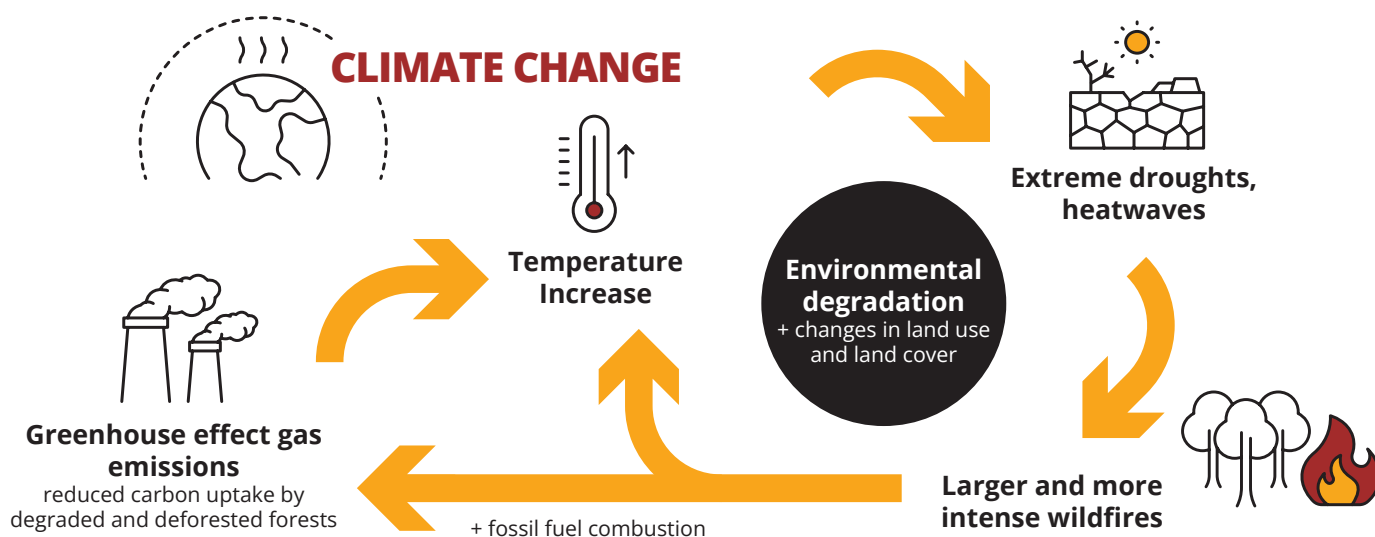 CLIMATE CHANGE
Temperature
Increase
Extreme droughts,
heatwaves
Environmental
degradation
+ changes in land use
and land cover
Larger and more
intense wildfires
+ fossil fuel combustion
Greenhouse effect gas
emissions
reduced carbon uptake by
degraded and deforested forests